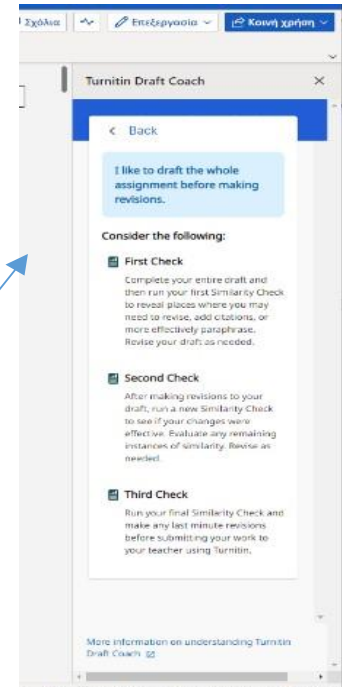 Σχόλια
Επεξεργασία
Κοινή χρήση
Turnitin Draft Coach
Back
I like to draft the whole
assignment before making
revisions.
Consider the following:
First Check
Complete your entire draft and
then run your first Similarity Check
to reveal places where you may
need to revise, add citations, or
more effectively paraphrase.
Revise your draft as needed.
Second Check
After making revisions to your
draft, run a new Similarity Check
to see if your changes were
effective. Evaluate any remaining
instances of similarity. Revise as
needed.
Third Check
Run your final Similarity Check and
make any last minute revisions
before submitting your work to
your teacher using Turnitin.
More information on understanding Turnitin
Draft Coach